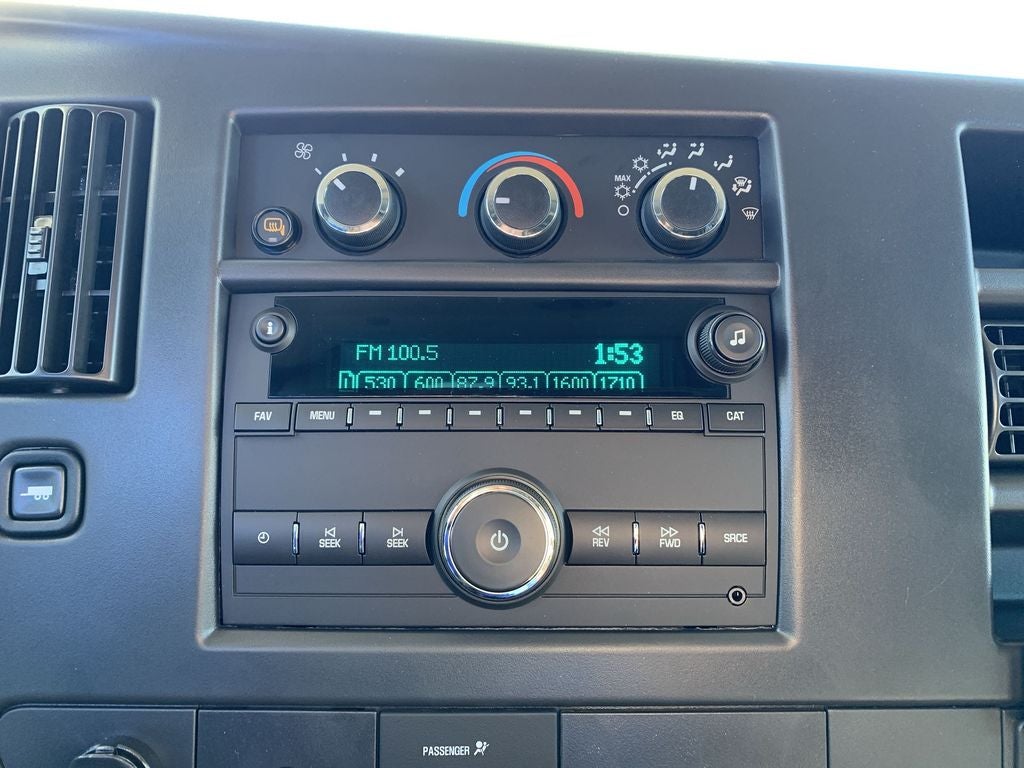 MAX
FM 100.5 1:53
530 600 87.9 93.1 1600 1710
FAV MENU EQ CAT
SEEK SEEK REV FWD SRCE
PASSENGER